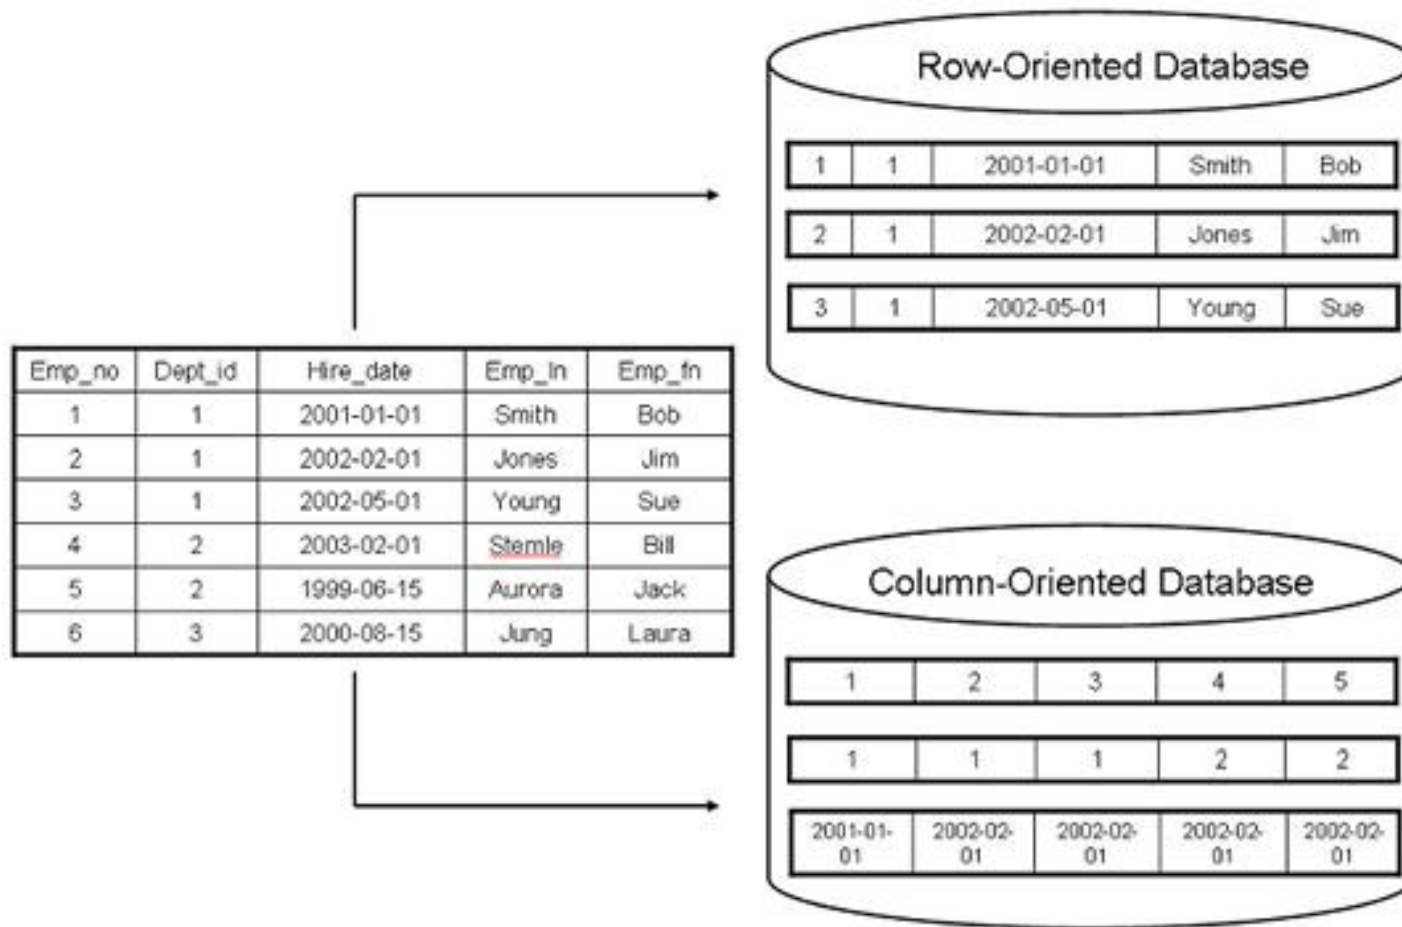 Row-Oriented Database
1 1 2001-01-01 Smith Bob
2 1 2002-02-01 Jones Jim
3 1 2002-05-01 Young Sue
Emp_no Dept_id Hire_date Emp_ln Emp_fn
1 1 2001-01-01 Smith Bob
2 1 2002-02-01 Jones Jim
3 1 2002-05-01 Young Sue
4 2 2003-02-01 Stemle Bill
5 2 1999-06-15 Aurora Jack
6 3 2000-08-15 Jung Laura
Column-Oriented Database
1 2 3 4 5
1 1 1 2 2
2001-01- 2002-02- 2002-02- 2002-02- 2002-02-
01 01 01 01 01